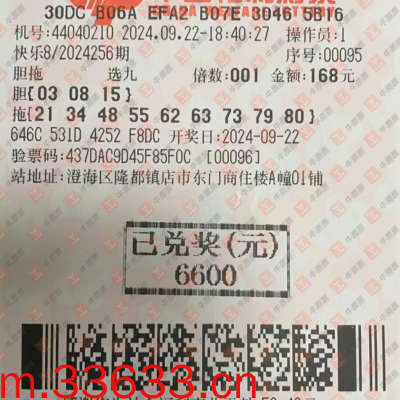 30DC B06A EFA2 B07E 3046 5B16
机号:44040210 2024.09.22-18:40:27 操作员:1
快乐8/2024256期 序号:00095
胆拖 选九 倍数:001 金额:168元
胆{03 08 15}
拖{21 34 48 55 62 63 73 79 80}
646C 531D 4252 F8DC 开奖日:2024-09-22
验票码:437DAC9D45F85F0C [00096]
站地址:澄海区隆都镇店市东门商住楼A幢01铺
已兑奖(元)
6600
m.33633.cn